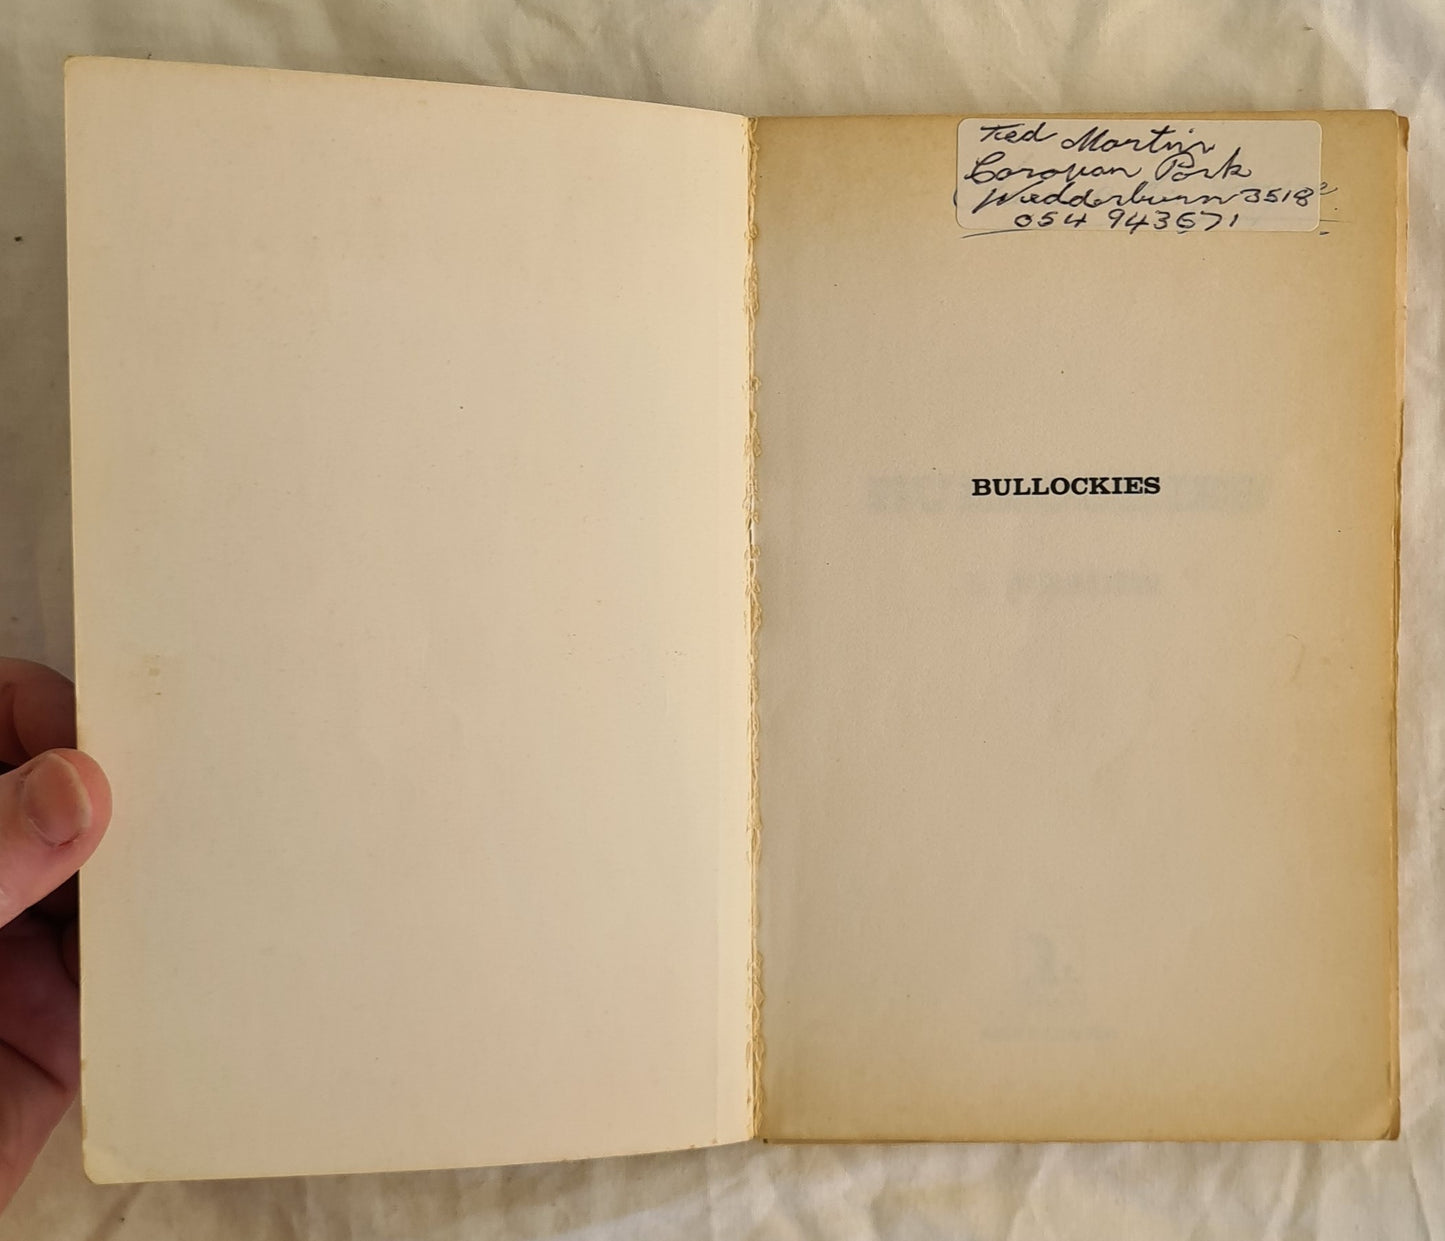 Ted Martin
Caravan Park
Wedderburn 3518
054 943671
BULLOCKIES